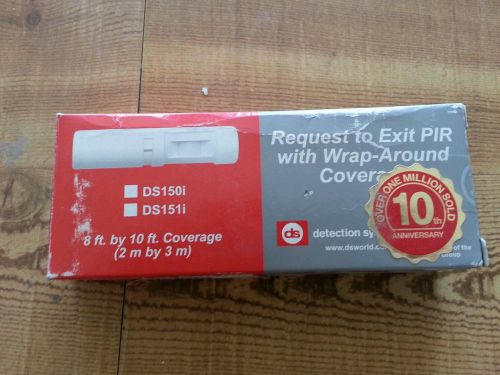 Request to Exit PIR
with Wrap-Around
DS150i
DS151i
8 ft. by 10 ft. Coverage
(2 m by 3 m)
ds
detection
www.dsworld.
of the
Group
OVER ONE MILLION SOLD
10th
ANNIVERSARY